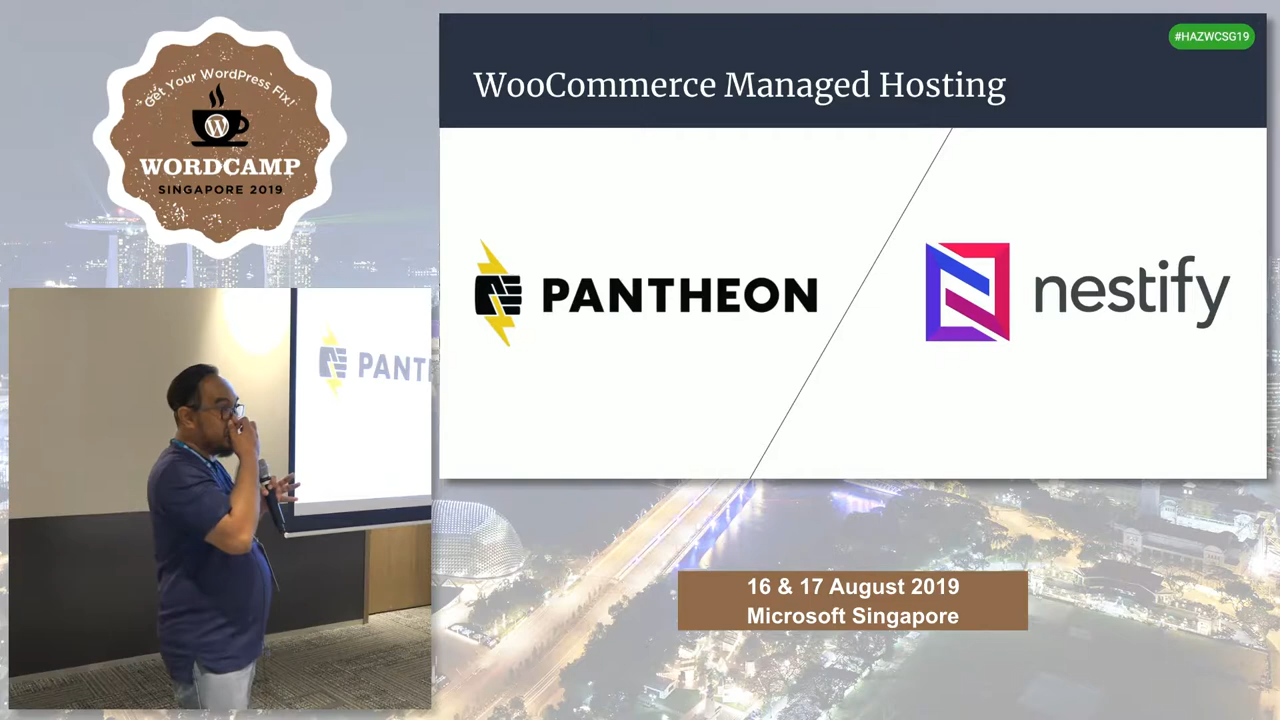 Get Your WordPress Fix!
W
WORDCAMP
SINGAPORE 2019
#HAZWCSG19
WooCommerce Managed Hosting
PANTHEON
nestify
PANTH
16 & 17 August 2019
Microsoft Singapore